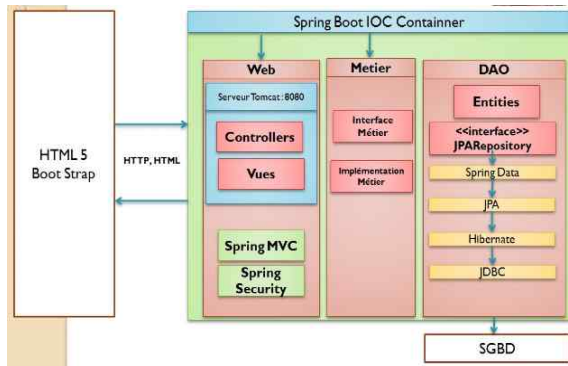 Spring Boot IOC Containner
Web
Metier
DAO
Serveur Tomcat : 8080
Controllers
Vues
Spring MVC
Spring
Security
Interface
Métier
Implémentation
Métier
Entities
<<interface>>
JPARepository
Spring Data
JPA
Hibernate
JDBC
HTML 5
Boot Strap
HTTP, HTML
SGBD